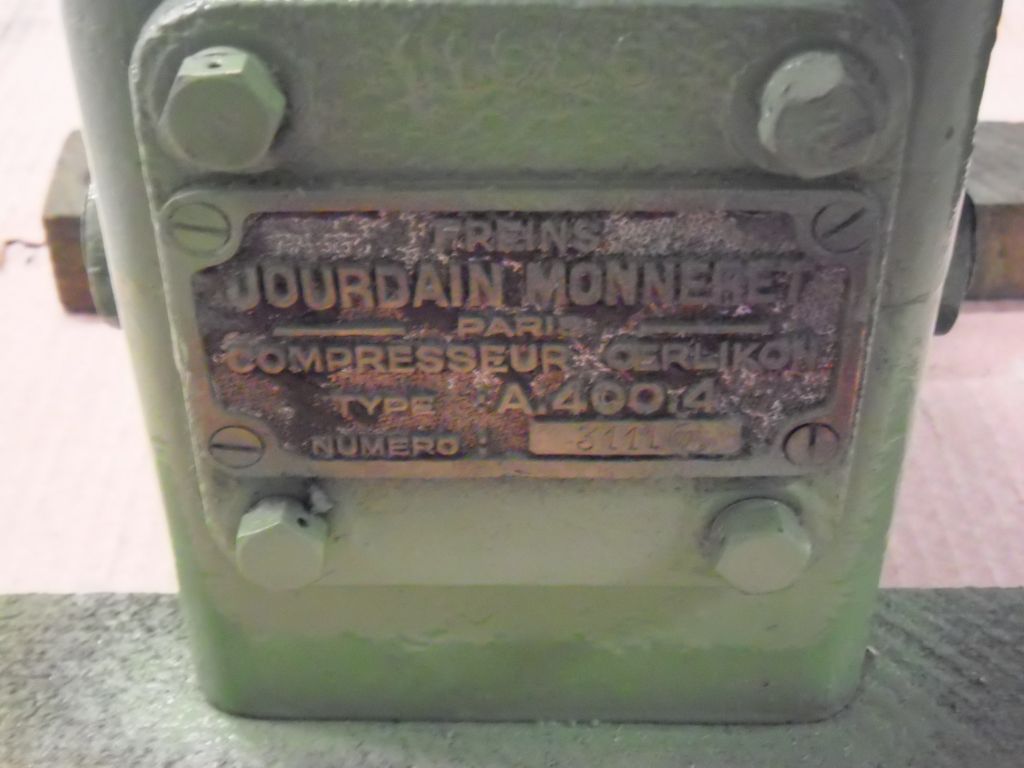 FREINS
JOURDAIN MONNERET
PARIS
COMPRESSEUR OERLIKON
TYPE : A.400.4
NUMERO :